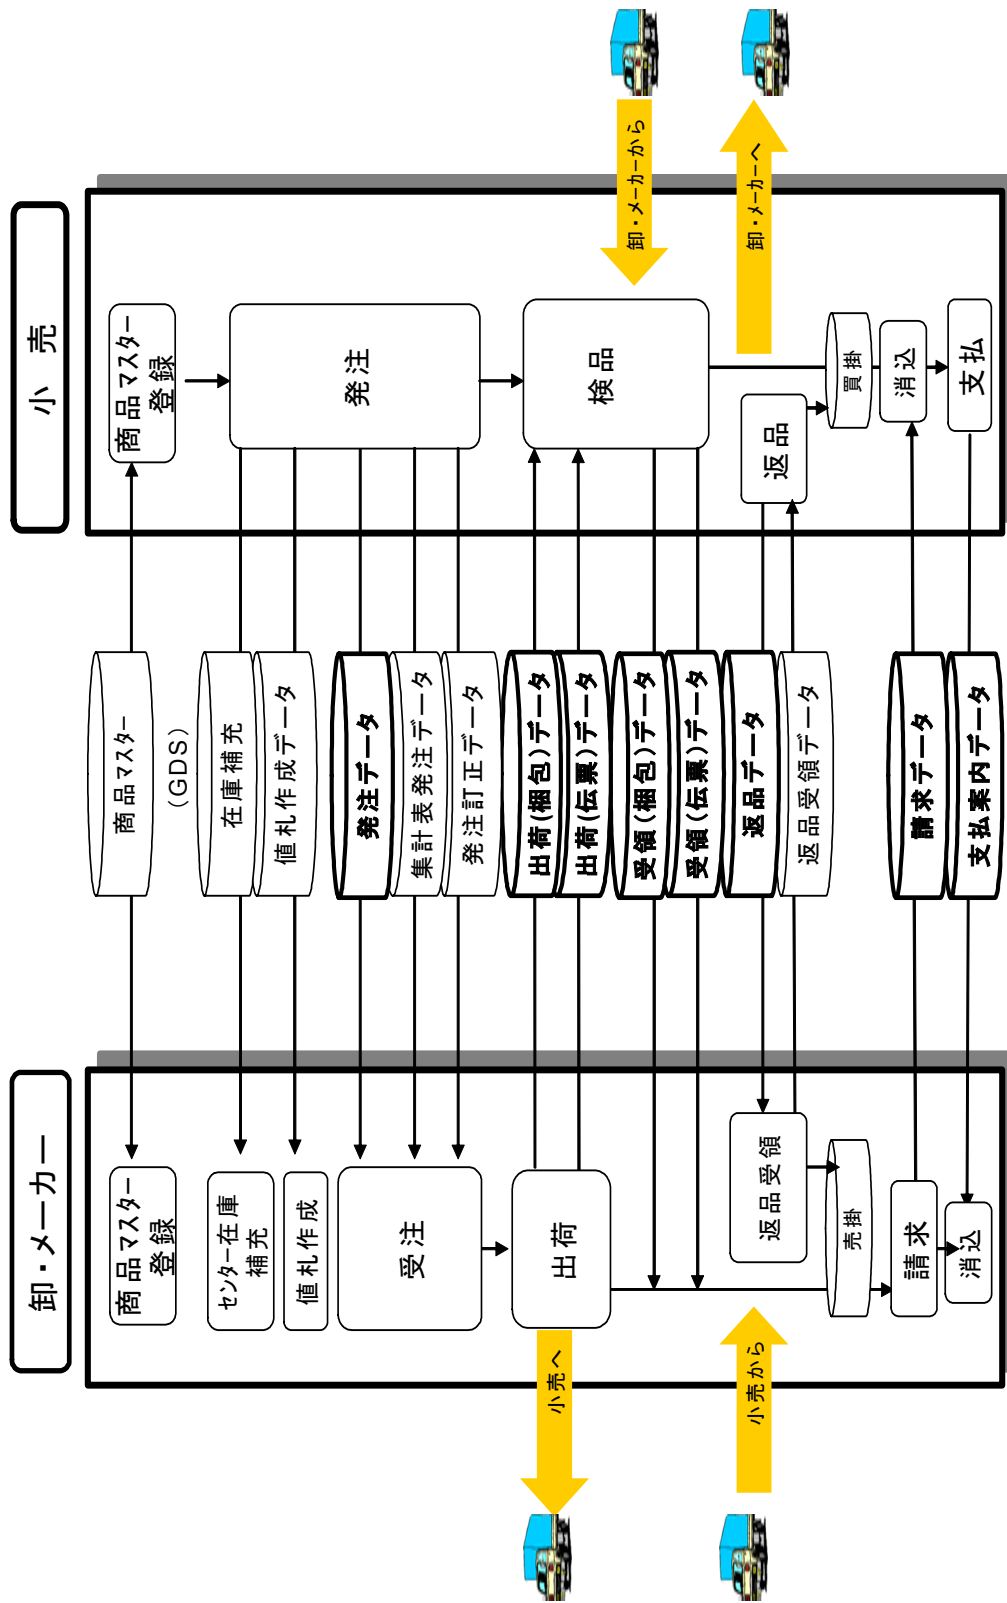 卸・メーカー
小 売
商品マスター
登録
商品マスター
(GDS)
商品マスター
登録
センター在庫
補充
在庫補充
値札作成
値札作成データ
受注
発注データ
集計表発注データ
発注訂正データ
発注
出荷
出荷(梱包)データ
出荷(伝票)データ
受領(梱包)データ
受領(伝票)データ
検品
小売へ
卸・メーカーから
返品受領
返品データ
返品受領データ
返品
小売から
卸・メーカーへ
売掛
買掛
請求
請求データ
消込
消込
支払案内データ
支払